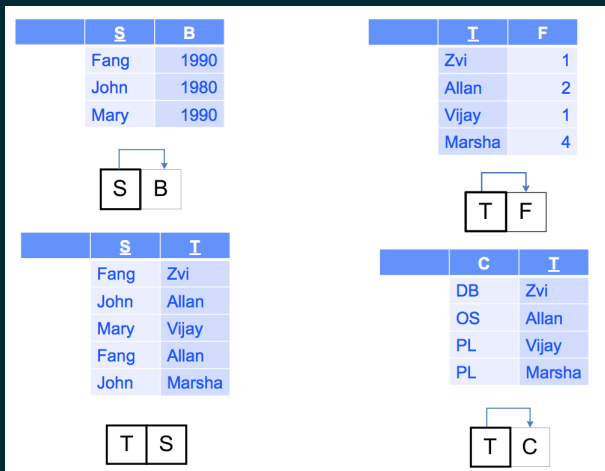 S B
Fang 1990
John 1980
Mary 1990
S B
T F
Zvi 1
Allan 2
Vijay 1
Marsha 4
T F
S T
Fang Zvi
John Allan
Mary Vijay
Fang Allan
John Marsha
T S
C T
DB Zvi
OS Allan
PL Vijay
PL Marsha
T C